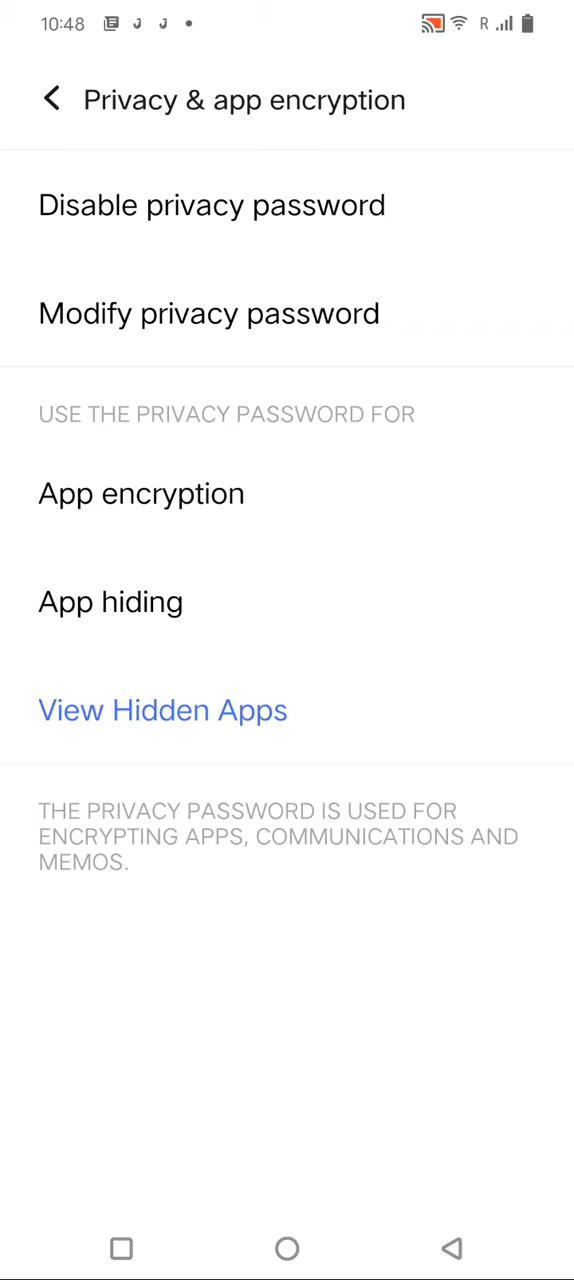 10:48
R
Privacy & app encryption
Disable privacy password
Modify privacy password
USE THE PRIVACY PASSWORD FOR
App encryption
App hiding
View Hidden Apps
THE PRIVACY PASSWORD IS USED FOR
ENCRYPTING APPS, COMMUNICATIONS AND
MEMOS.